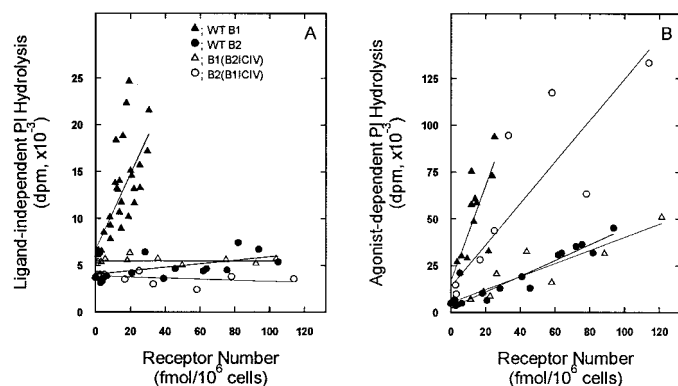 A
▲; WT B1
●; WT B2
△; B1(B2ICIV)
○; B2(B1ICIV)
Ligand-independent PI Hydrolysis
(dpm, x10⁻³)
30
25
20
15
10
5
0
0 20 40 60 80 100 120
Receptor Number
(fmol/10⁶ cells)
B
Agonist-dependent PI Hydrolysis
(dpm, x10⁻³)
125
100
75
50
25
0
0 20 40 60 80 100 120
Receptor Number
(fmol/10⁶ cells)